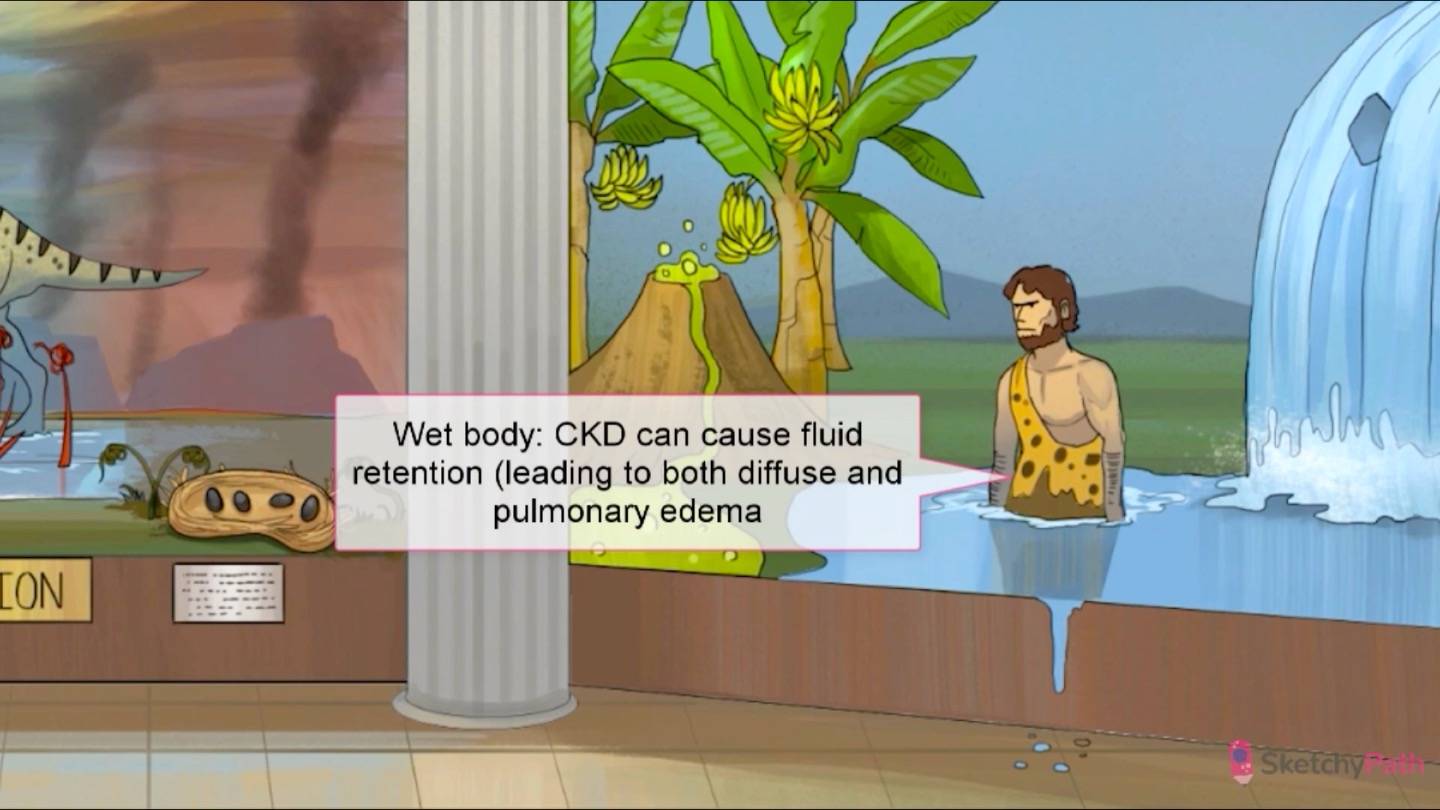 Wet body: CKD can cause fluid
retention (leading to both diffuse and
pulmonary edema
ION
SketchyPath